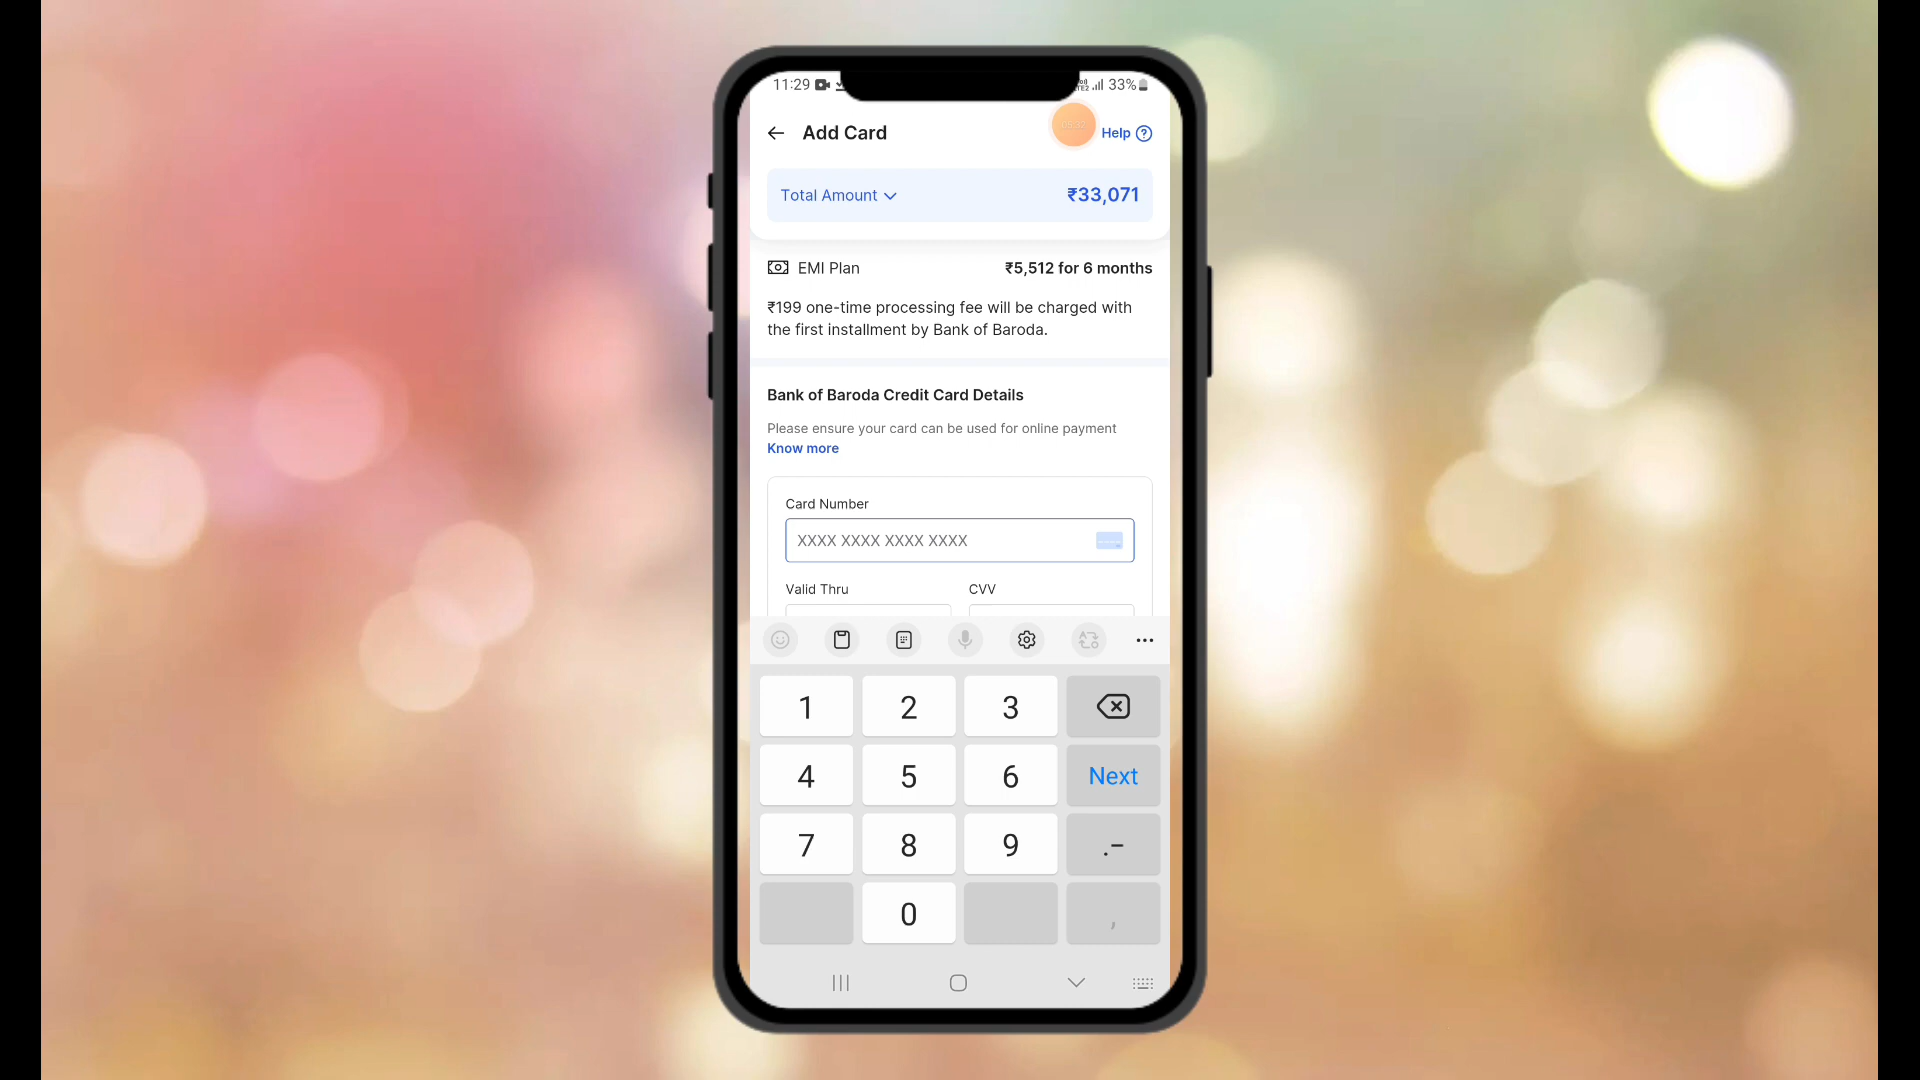 11:29 33%
Add Card
Help ?
Total Amount ₹33,071
EMI Plan ₹5,512 for 6 months
₹199 one-time processing fee will be charged with
the first installment by Bank of Baroda.
Bank of Baroda Credit Card Details
Please ensure your card can be used for online payment
Know more
Card Number
XXXX XXXX XXXX XXXX
Valid Thru CVV
1 2 3
4 5 6 Next
7 8 9 .-
0 ,